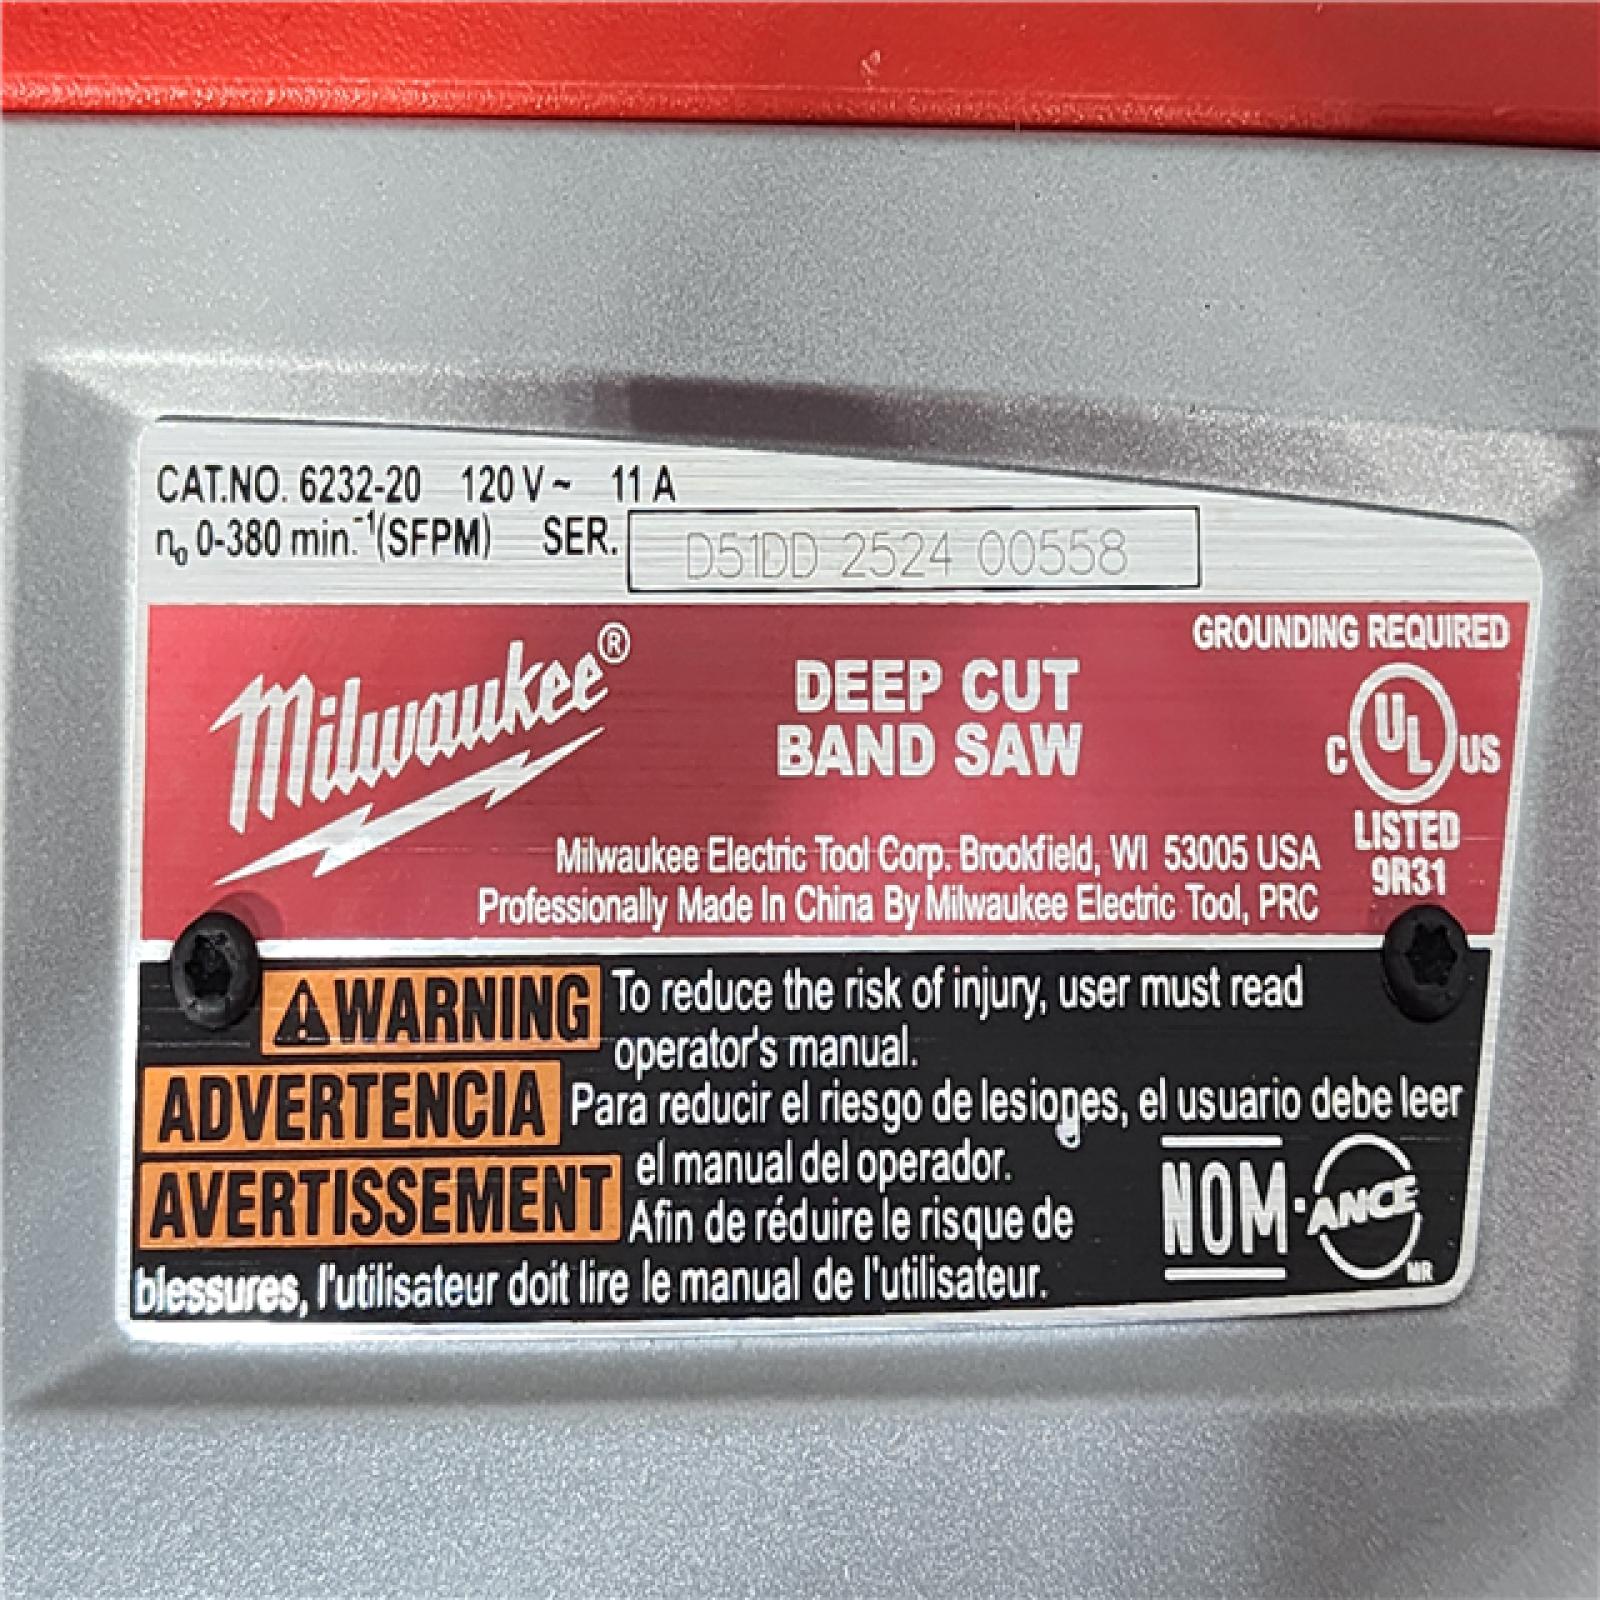 CAT.NO. 6232-20 120 V ~ 11 A
n₀ 0-380 min.⁻¹(SFPM) SER. D51DD 2524 00558
GROUNDING REQUIRED
Milwaukee®
DEEP CUT
BAND SAW
C UL US
LISTED
9R31
Milwaukee Electric Tool Corp. Brookfield, WI 53005 USA
Professionally Made In China By Milwaukee Electric Tool, PRC
⚠WARNING To reduce the risk of injury, user must read
operator's manual.
ADVERTENCIA Para reducir el riesgo de lesiones, el usuario debe leer
el manual del operador.
AVERTISSEMENT Afin de réduire le risque de
blessures, l'utilisateur doit lire le manual de l'utilisateur.
NOM·ANCE
MR